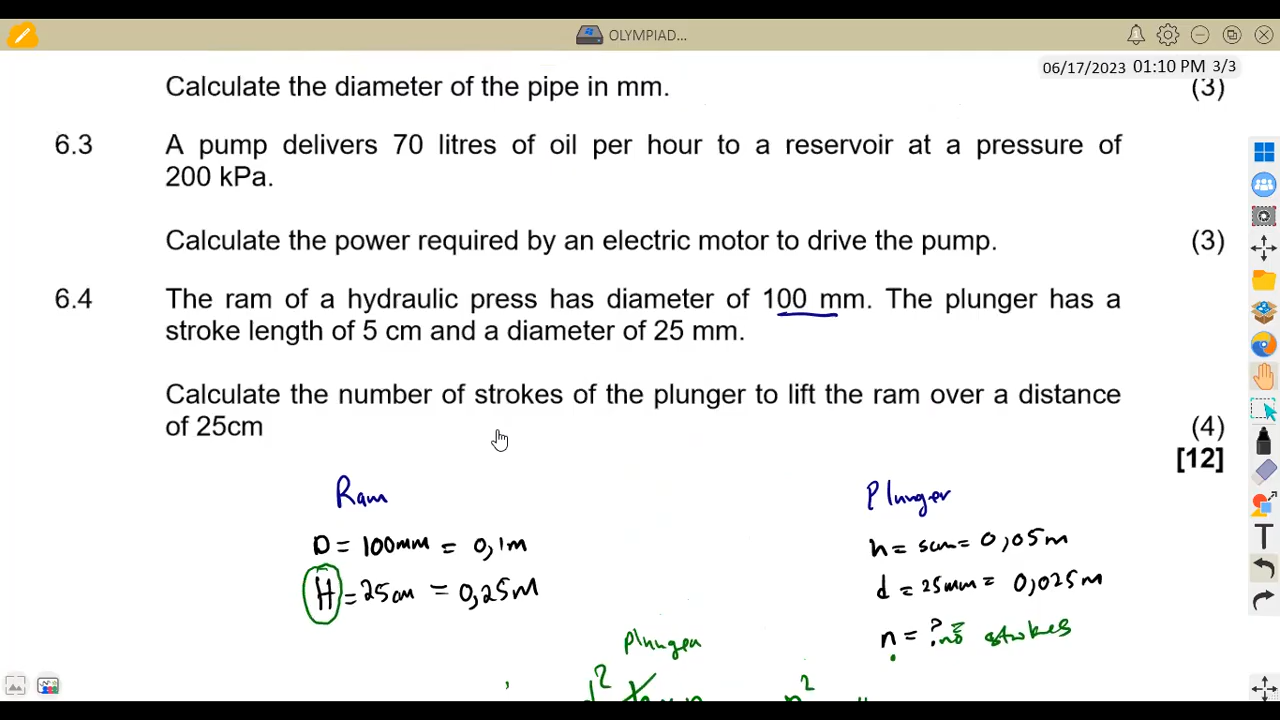 OLYMPIAD...
06/17/2023 01:10 PM 3/3
Calculate the diameter of the pipe in mm. (3)
6.3 A pump delivers 70 litres of oil per hour to a reservoir at a pressure of
200 kPa.
Calculate the power required by an electric motor to drive the pump. (3)
6.4 The ram of a hydraulic press has diameter of 100 mm. The plunger has a
stroke length of 5 cm and a diameter of 25 mm.
Calculate the number of strokes of the plunger to lift the ram over a distance
of 25cm (4)
[12]
Ram Plunger
D = 100mm = 0,1m h = 5cm = 0,05m
H = 25cm = 0,25m d = 25mm = 0,025m
n = ? no strokes
Plunger